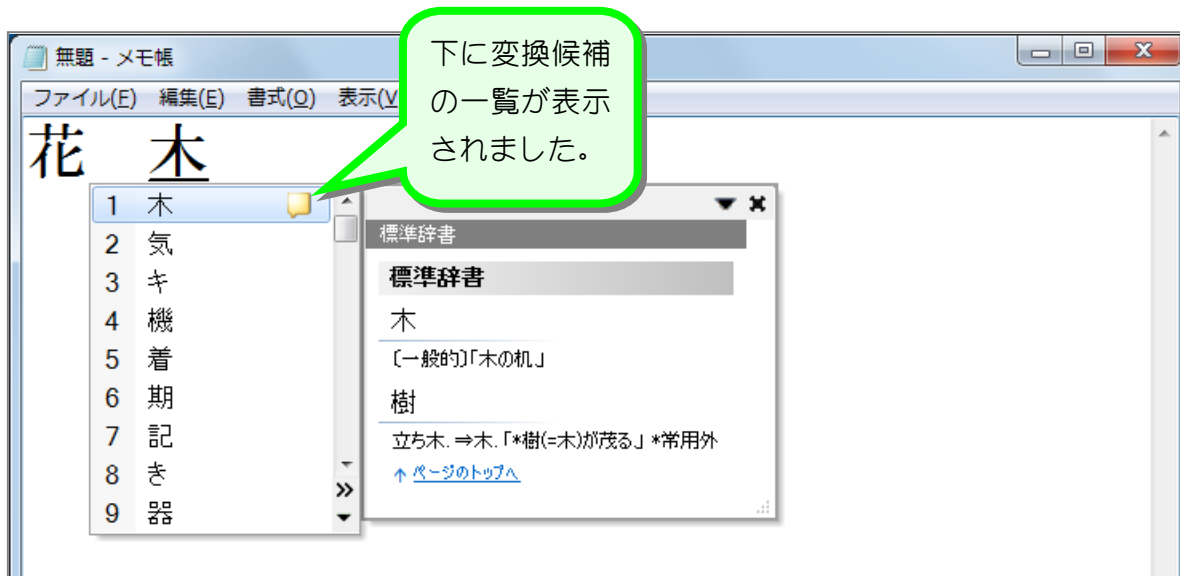 無題 - メモ帳
ファイル(F) 編集(E) 書式(O) 表示(V
下に変換候補
の一覧が表示
されました。
花 木
1 木
2 気
3 キ
4 機
5 着
6 期
7 記
8 き
9 器
標準辞書
標準辞書
木
〔一般的〕「木の机」
樹
立ち木. ⇒木. 「*樹(=木)が茂る」 *常用外
↑ ページのトップへ